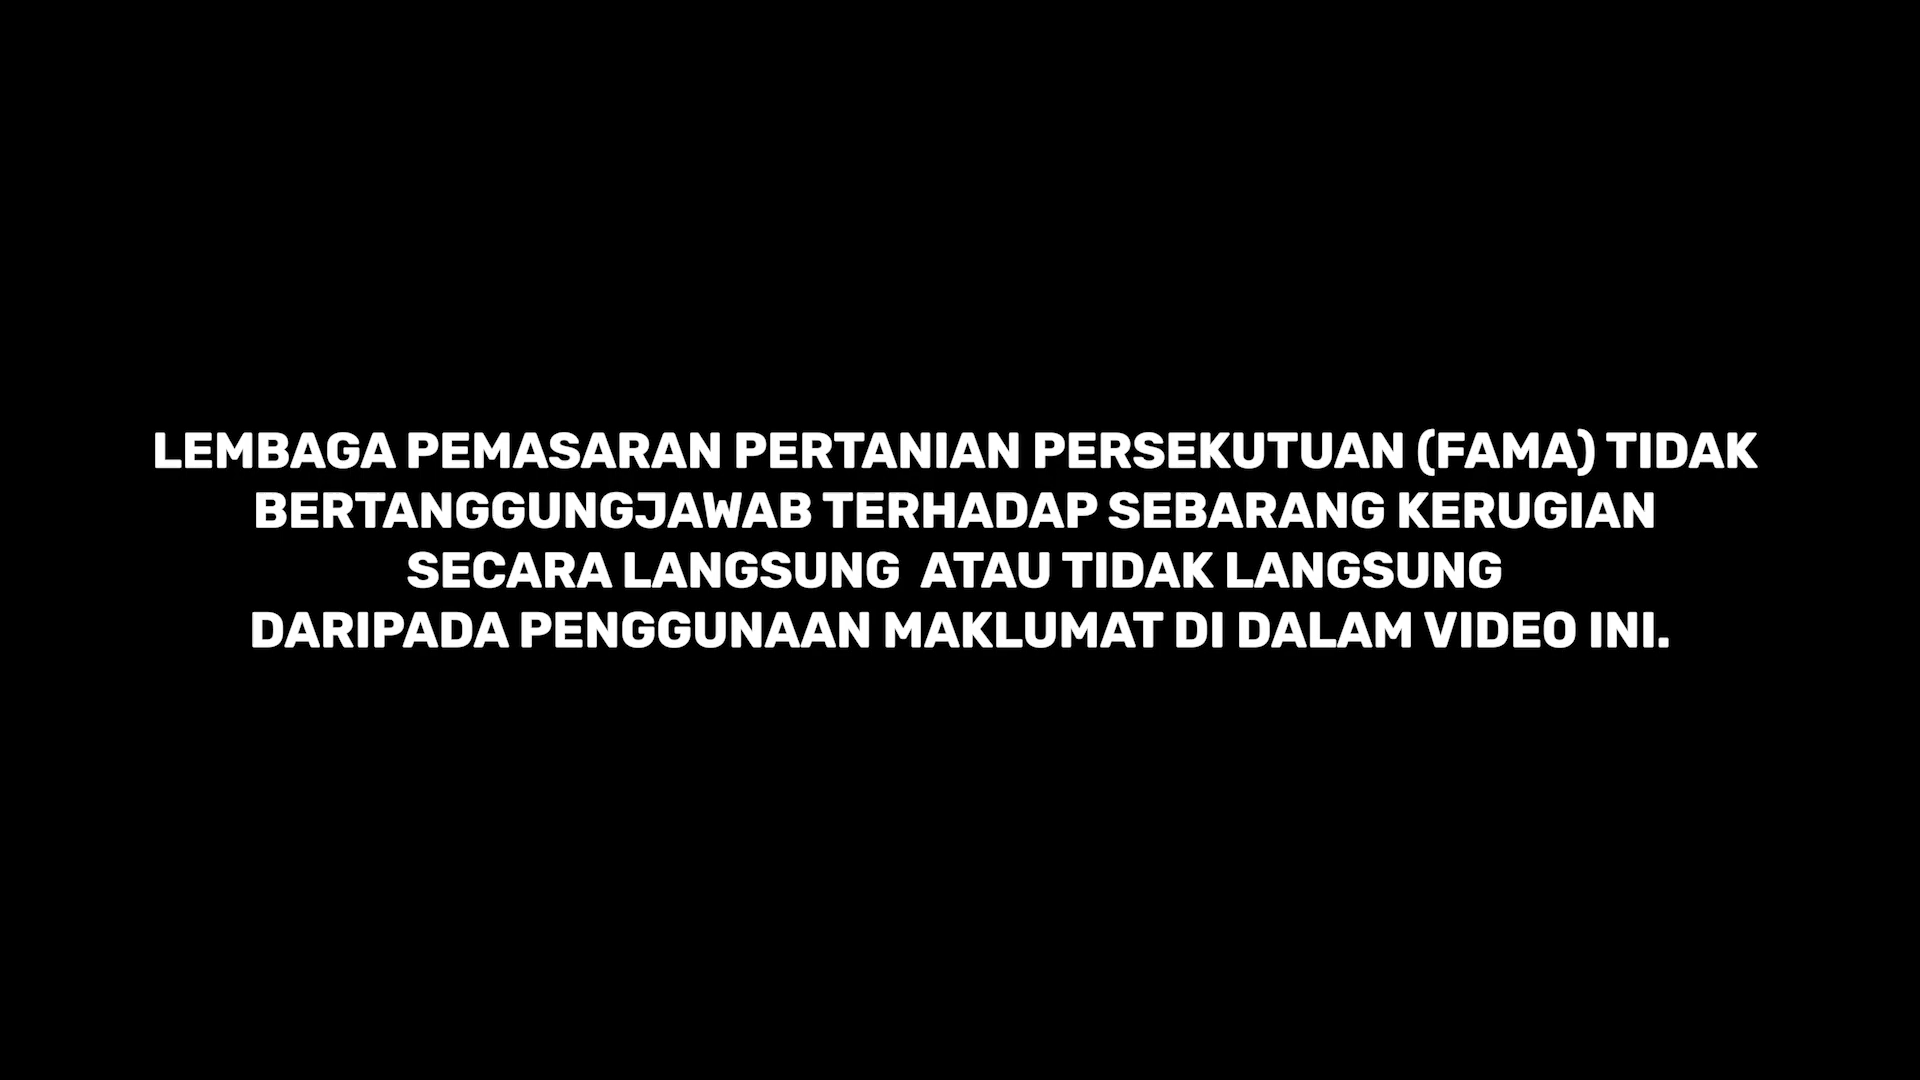 LEMBAGA PEMASARAN PERTANIAN PERSEKUTUAN (FAMA) TIDAK
BERTANGGUNGJAWAB TERHADAP SEBARANG KERUGIAN
SECARA LANGSUNG  ATAU TIDAK LANGSUNG
DARIPADA PENGGUNAAN MAKLUMAT DI DALAM VIDEO INI.